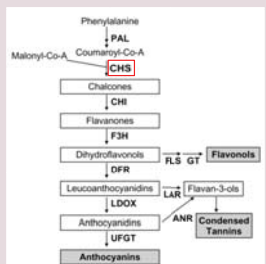 Phenylalanine
PAL
Malonyl-Co-A
Coumaroyl-Co-A
CHS
Chalcones
CHI
Flavanones
F3H
Dihydroflavonols
FLS GT
Flavonols
DFR
Leucoanthocyanidins
LAR
Flavan-3-ols
LDOX
Anthocyanidins
ANR
Condensed
Tannins
UFGT
Anthocyanins